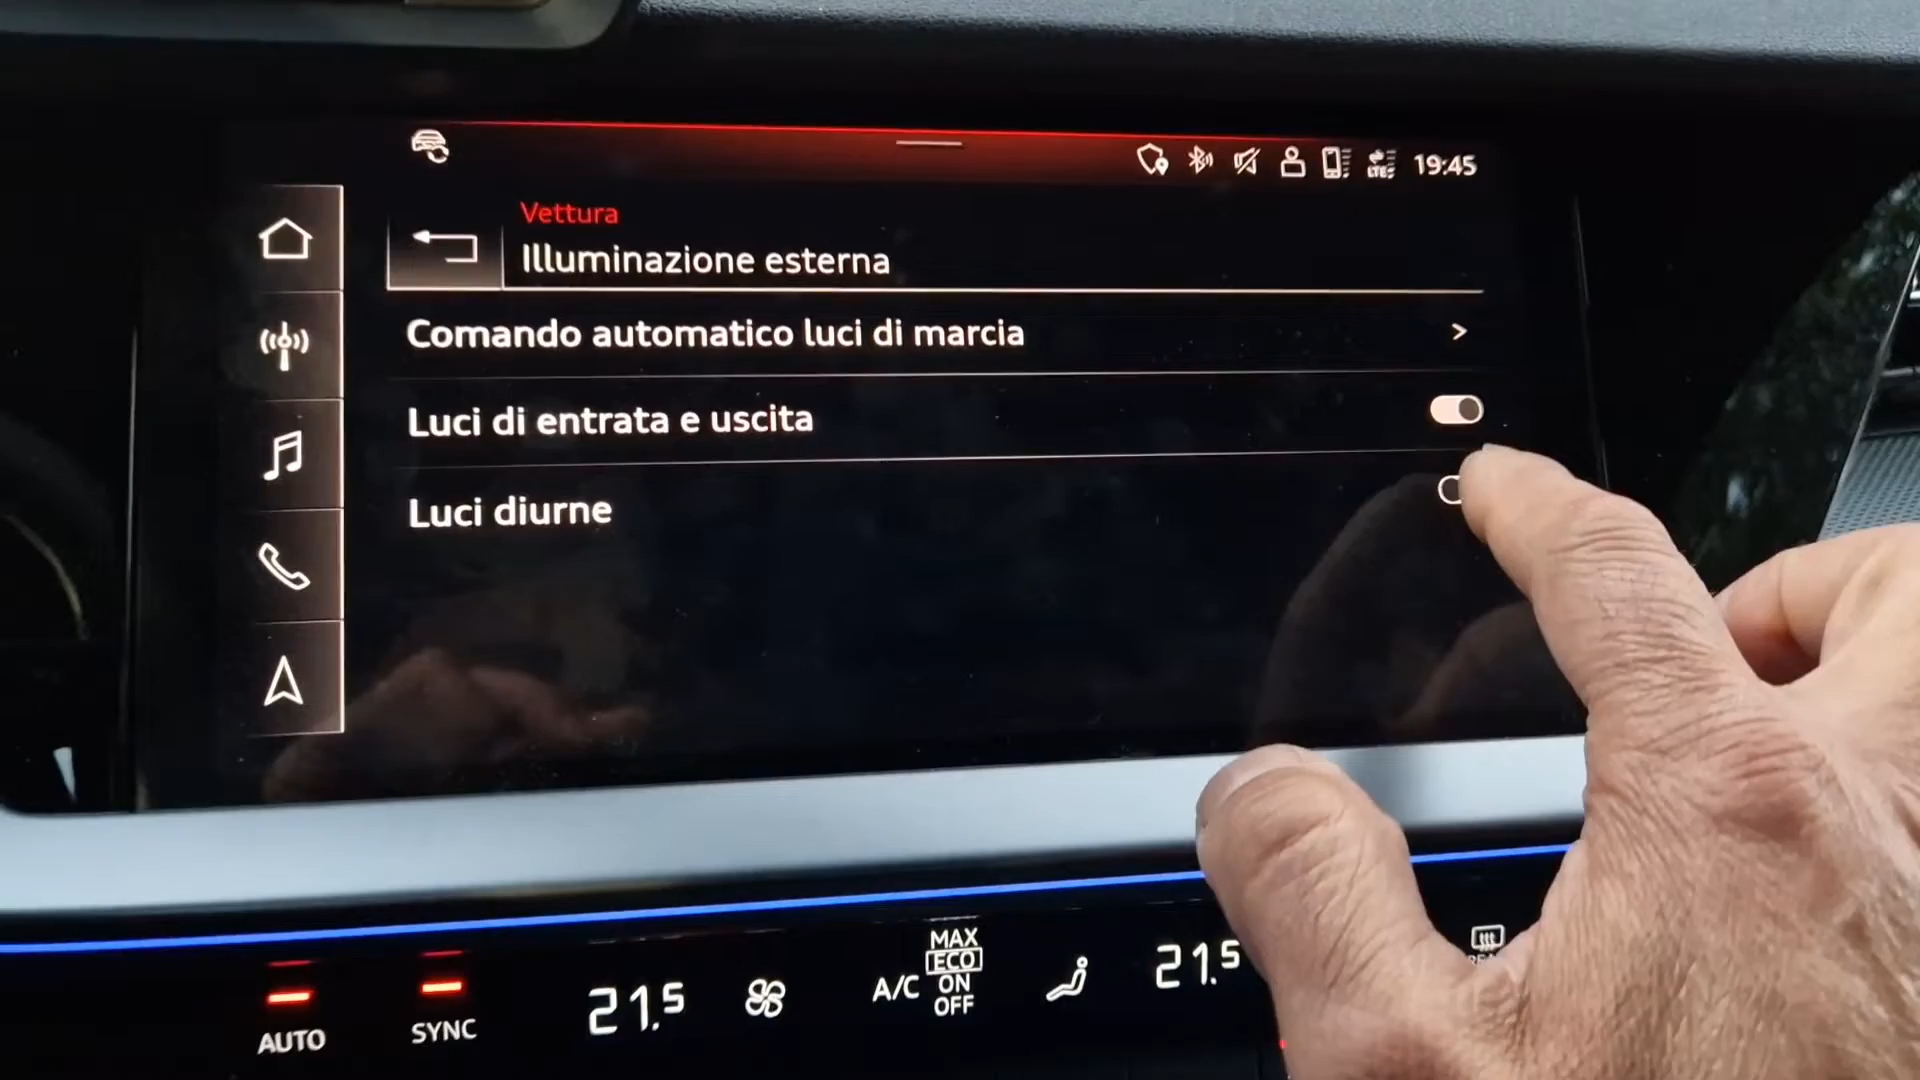 LTE
19:45
Vettura
Illuminazione esterna
Comando automatico luci di marcia
Luci di entrata e uscita
Luci diurne
AUTO
SYNC
21.5
A/C
MAX
ECO
ON
OFF
21.5